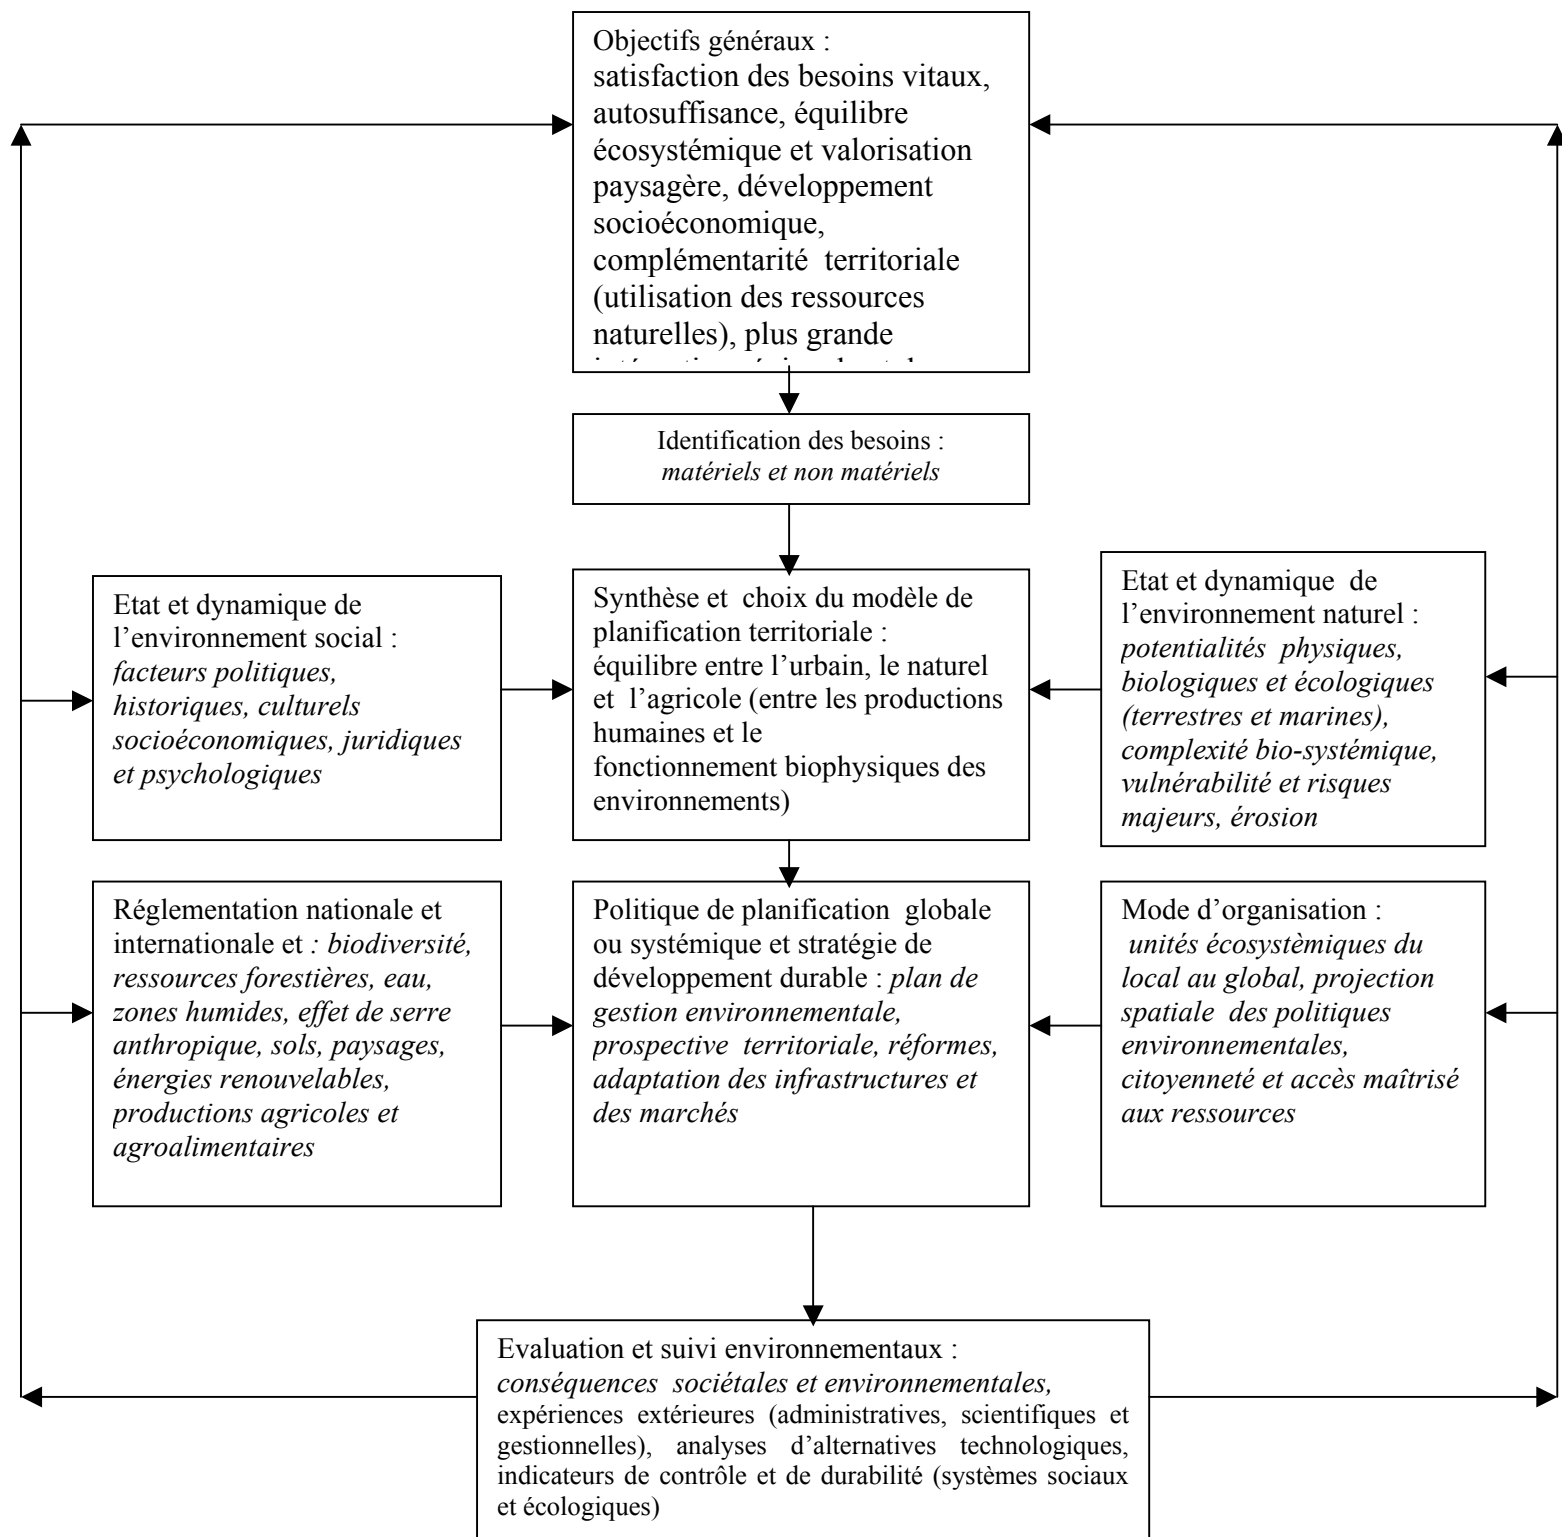 Objectifs généraux :
satisfaction des besoins vitaux,
autosuffisance, équilibre
écosystémique et valorisation
paysagère, développement
socioéconomique,
complémentarité territoriale
(utilisation des ressources
naturelles), plus grande
Identification des besoins :
matériels et non matériels
Etat et dynamique de
l’environnement social :
facteurs politiques,
historiques, culturels
socioéconomiques, juridiques
et psychologiques
Synthèse et choix du modèle de
planification territoriale :
équilibre entre l’urbain, le naturel
et l’agricole (entre les productions
humaines et le
fonctionnement biophysiques des
environnements)
Etat et dynamique de
l’environnement naturel :
potentialités physiques,
biologiques et écologiques
(terrestres et marines),
complexité bio-systémique,
vulnérabilité et risques
majeurs, érosion
Réglementation nationale et
internationale et : biodiversité,
ressources forestières, eau,
zones humides, effet de serre
anthropique, sols, paysages,
énergies renouvelables,
productions agricoles et
agroalimentaires
Politique de planification globale
ou systémique et stratégie de
développement durable : plan de
gestion environnementale,
prospective territoriale, réformes,
adaptation des infrastructures et
des marchés
Mode d’organisation :
unités écosystèmiques du
local au global, projection
spatiale des politiques
environnementales,
citoyenneté et accès maîtrisé
aux ressources
Evaluation et suivi environnementaux :
conséquences sociétales et environnementales,
expériences extérieures (administratives, scientifiques et
gestionnelles), analyses d’alternatives technologiques,
indicateurs de contrôle et de durabilité (systèmes sociaux
et écologiques)